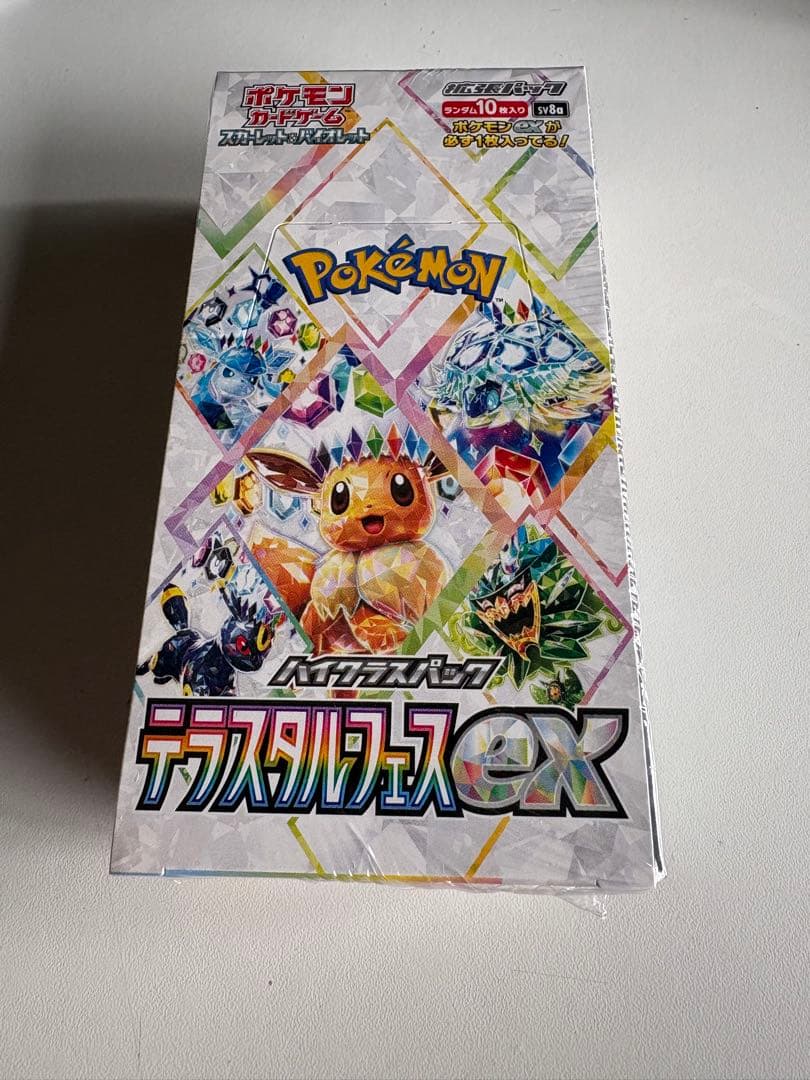 ポケモン
カードゲーム
スカーレット&バイオレット
拡張パック
ランダム10枚入り SV8a
ポケモンexが
必ず1枚入ってる!
POKÉMON
TM
ハイクラスパック
テラスタルフェスex